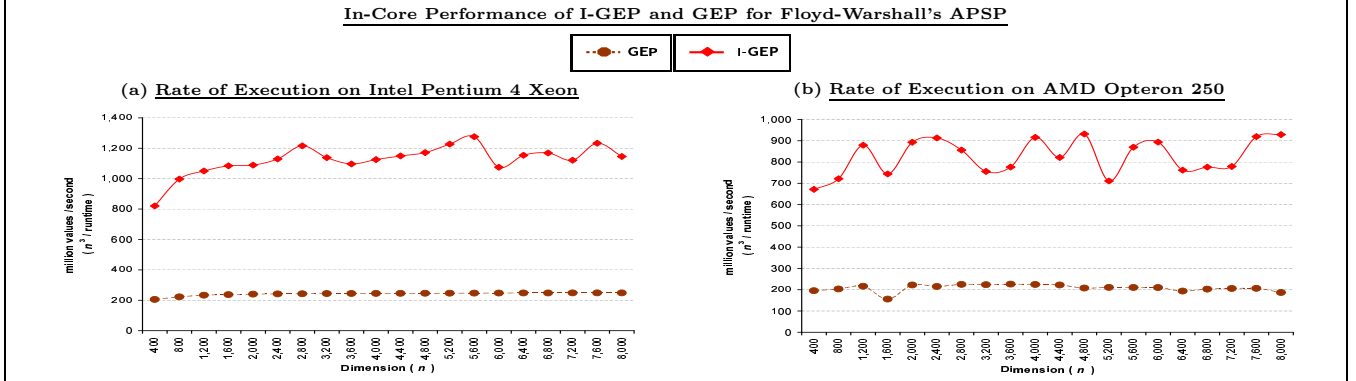 In-Core Performance of I-GEP and GEP for Floyd-Warshall's APSP
GEP I-GEP
(a) Rate of Execution on Intel Pentium 4 Xeon
1,400
1,200
1,000
800
600
400
200
0
million values / second
( n³ / runtime )
400 800 1,200 1,600 2,000 2,400 2,800 3,200 3,600 4,000 4,400 4,800 5,200 5,600 6,000 6,400 6,800 7,200 7,600 8,000
Dimension ( n )
(b) Rate of Execution on AMD Opteron 250
1,000
900
800
700
600
500
400
300
200
100
0
million values / second
( n³ / runtime )
400 800 1,200 1,600 2,000 2,400 2,800 3,200 3,600 4,000 4,400 4,800 5,200 5,600 6,000 6,400 6,800 7,200 7,600 8,000
Dimension ( n )